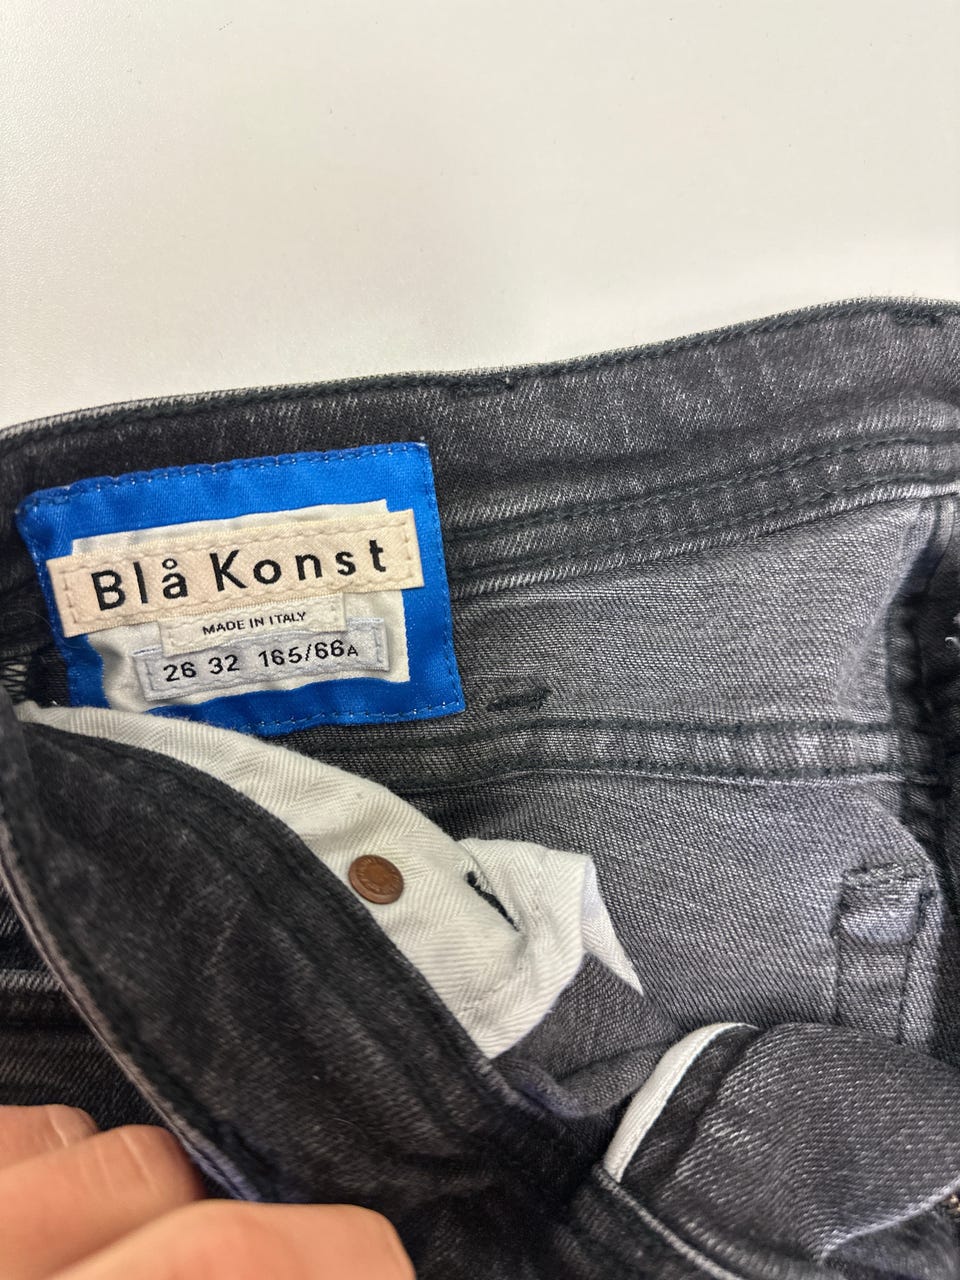 Blå Konst
MADE IN ITALY
26 32 165/66A